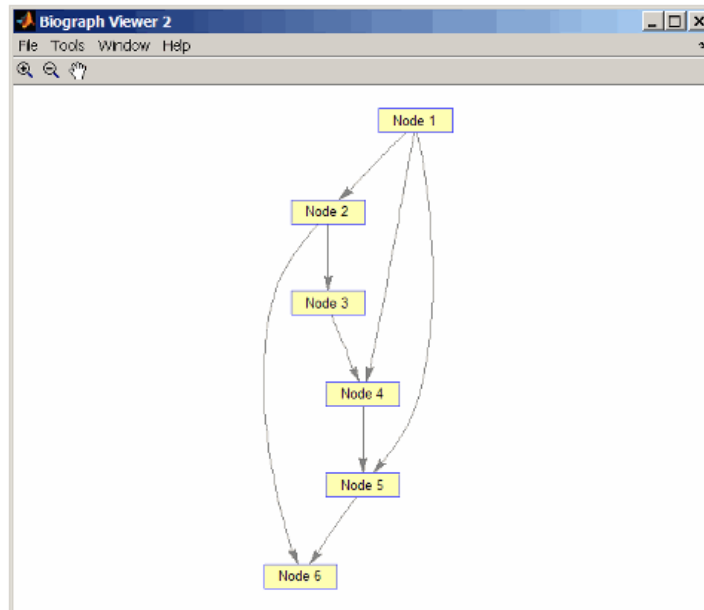 Biograph Viewer 2
File Tools Window Help
Node 1
Node 2
Node 3
Node 4
Node 5
Node 6